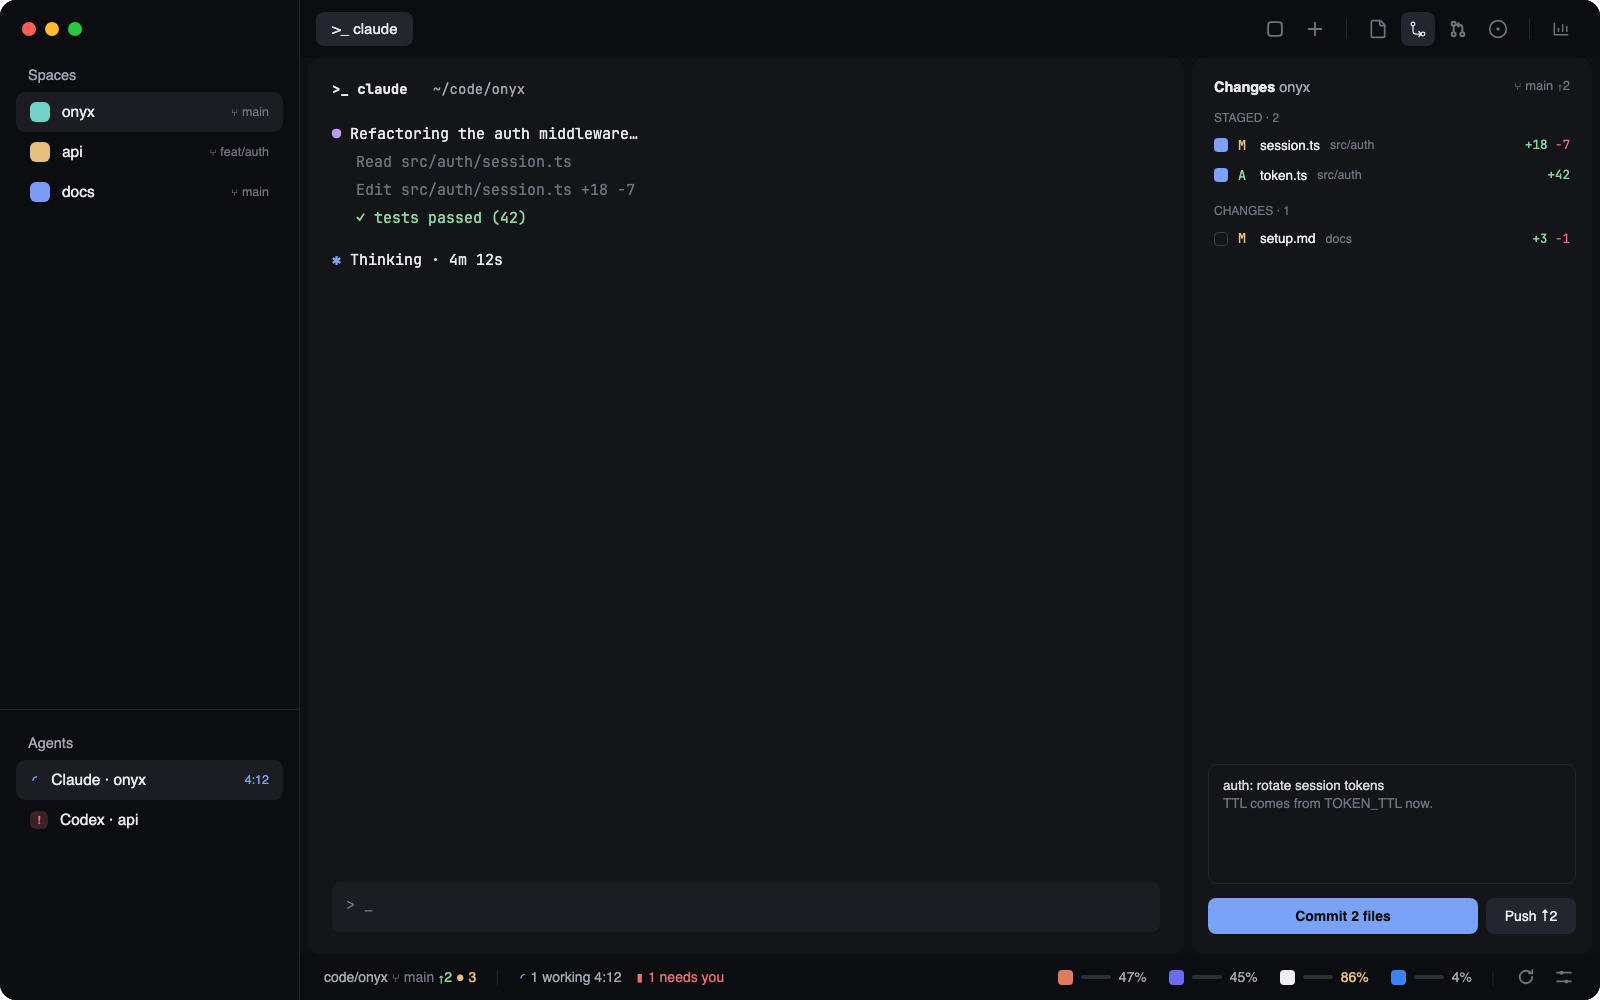 Spaces
onyx main
api feat/auth
docs main
Agents
Claude · onyx 4:12
! Codex · api
>_ claude
>_ claude ~/code/onyx
Refactoring the auth middleware…
Read src/auth/session.ts
Edit src/auth/session.ts +18 -7
✓ tests passed (42)
✱ Thinking · 4m 12s
> _
Changes onyx main ↑2
STAGED · 2
M session.ts src/auth +18 -7
A token.ts src/auth +42
CHANGES · 1
M setup.md docs +3 -1
auth: rotate session tokens
TTL comes from TOKEN_TTL now.
Commit 2 files
Push ↑2
code/onyx main ↑2 ● 3 1 working 4:12 1 needs you 47% 45% 86% 4%